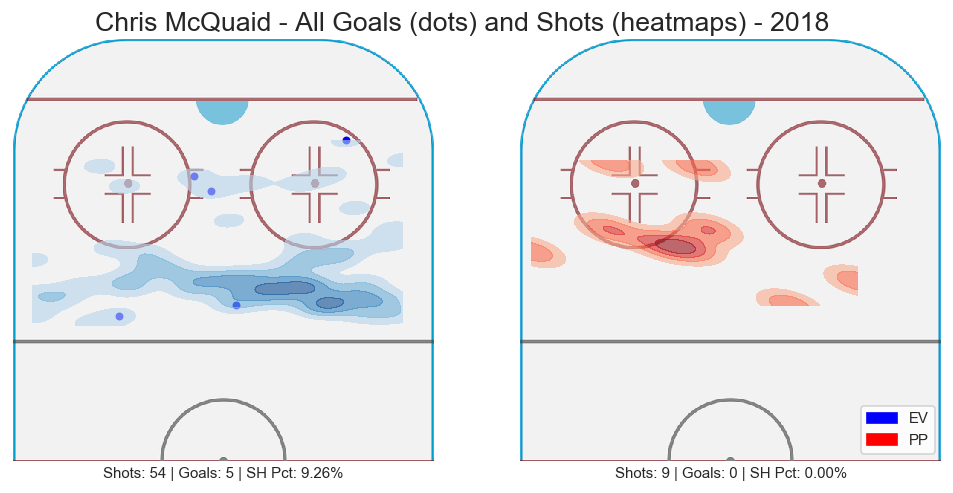 Chris McQuaid - All Goals (dots) and Shots (heatmaps) - 2018
EV
PP
Shots: 54 | Goals: 5 | SH Pct: 9.26%
Shots: 9 | Goals: 0 | SH Pct: 0.00%